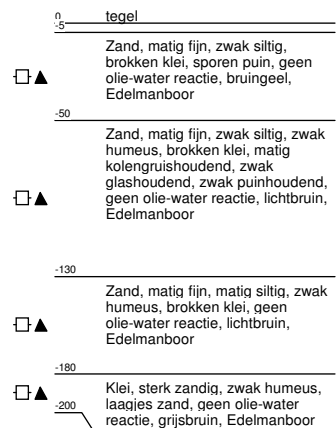 0 tegel
-5
Zand, matig fijn, zwak siltig,
brokken klei, sporen puin, geen
olie-water reactie, bruingeel,
Edelmanboor
-50
Zand, matig fijn, zwak siltig, zwak
humeus, brokken klei, matig
kolengruishoudend, zwak
glashoudend, zwak puinhoudend,
geen olie-water reactie, lichtbruin,
Edelmanboor
-130
Zand, matig fijn, matig siltig, zwak
humeus, brokken klei, geen
olie-water reactie, lichtbruin,
Edelmanboor
-180
Klei, sterk zandig, zwak humeus,
laagjes zand, geen olie-water
-200
reactie, grijsbruin, Edelmanboor